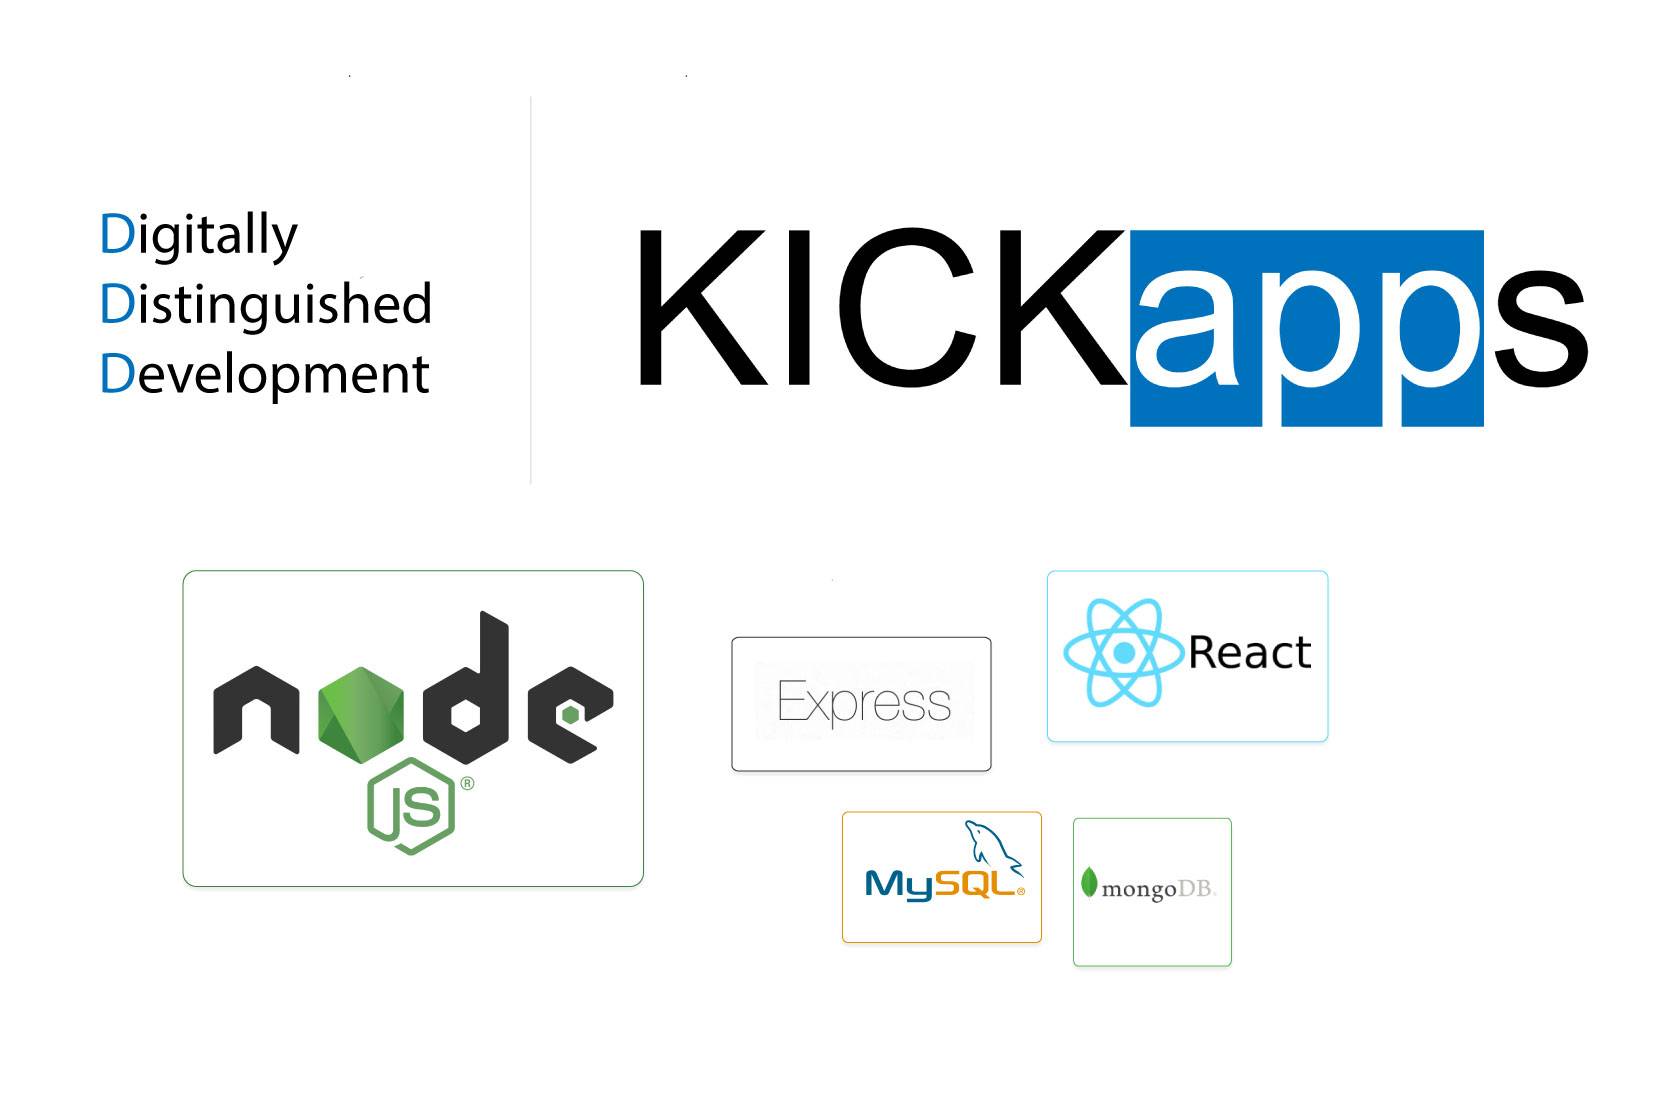 Digitally
Distinguished
Development
KICKapps
node
JS®
Express
React
MySQL®
mongoDB